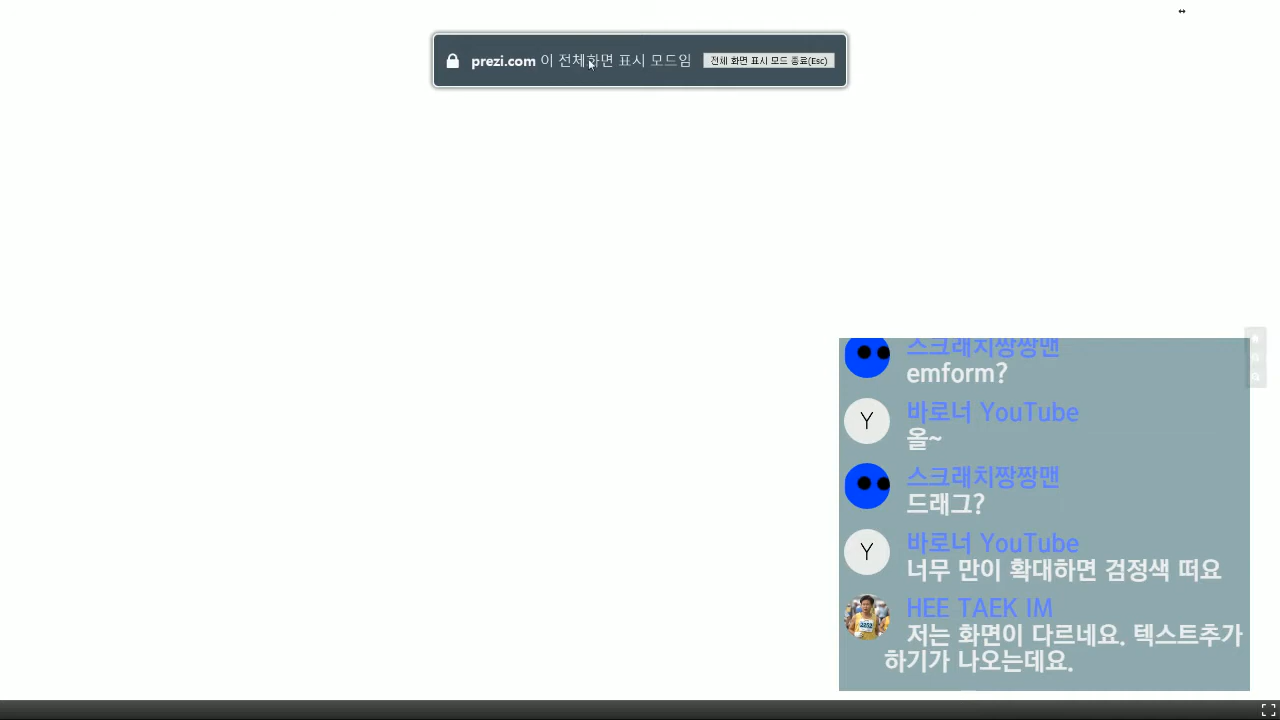 prezi.com 이 전체화면 표시 모드임 전체 화면 표시 모드 종료(Esc)
스크래치짱짱맨
emform?
Y 바로너 YouTube
올~
스크래치짱짱맨
드래그?
Y 바로너 YouTube
너무 만이 확대하면 검정색 떠요
HEE TAEK IM
저는 화면이 다르네요. 텍스트추가
하기가 나오는데요.